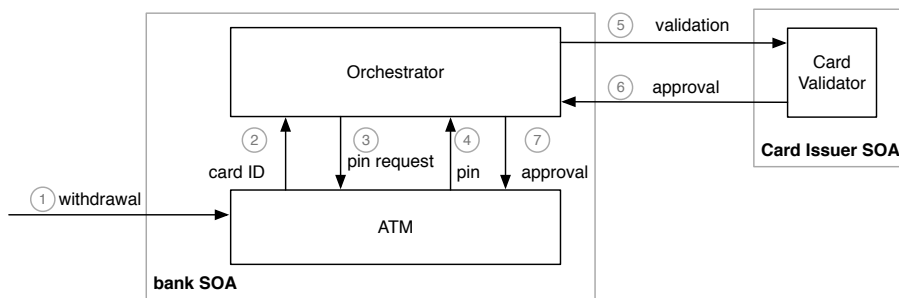 5 validation
Orchestrator
Card
Validator
6 approval
2
3
4
7
Card Issuer SOA
card ID
pin request
pin
approval
1 withdrawal
ATM
bank SOA